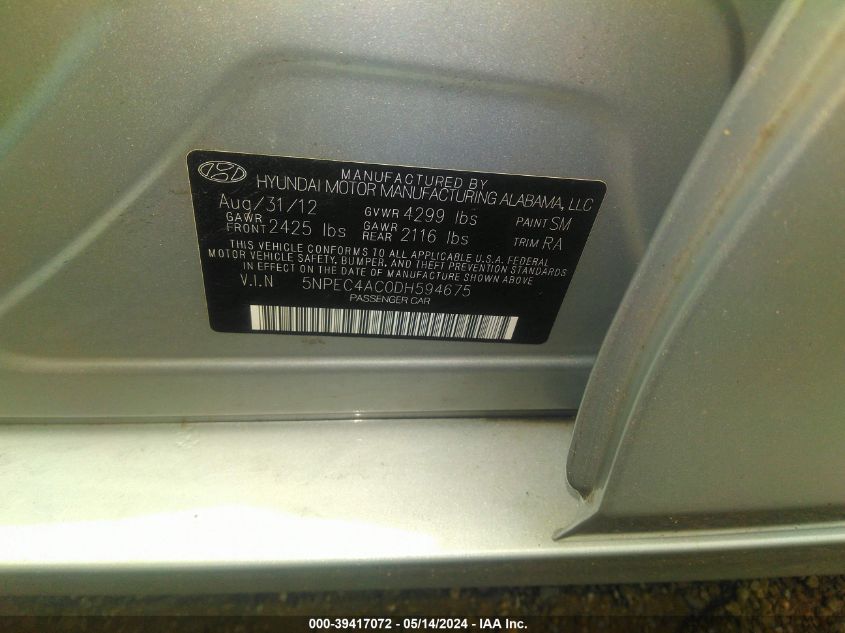 MANUFACTURED BY
HYUNDAI MOTOR MANUFACTURING ALABAMA, LLC
Aug/31/12 GVWR 4299 lbs PAINT SM
GAWR FRONT 2425 lbs GAWR REAR 2116 lbs TRIM RA
THIS VEHICLE CONFORMS TO ALL APPLICABLE U.S.A. FEDERAL
MOTOR VEHICLE SAFETY, BUMPER, AND THEFT PREVENTION STANDARDS
IN EFFECT ON THE DATE OF MANUFACTURE SHOWN ABOVE
V.I.N 5NPEC4AC0DH594675
PASSENGER CAR
000-39417072 - 05/14/2024 - IAA Inc.